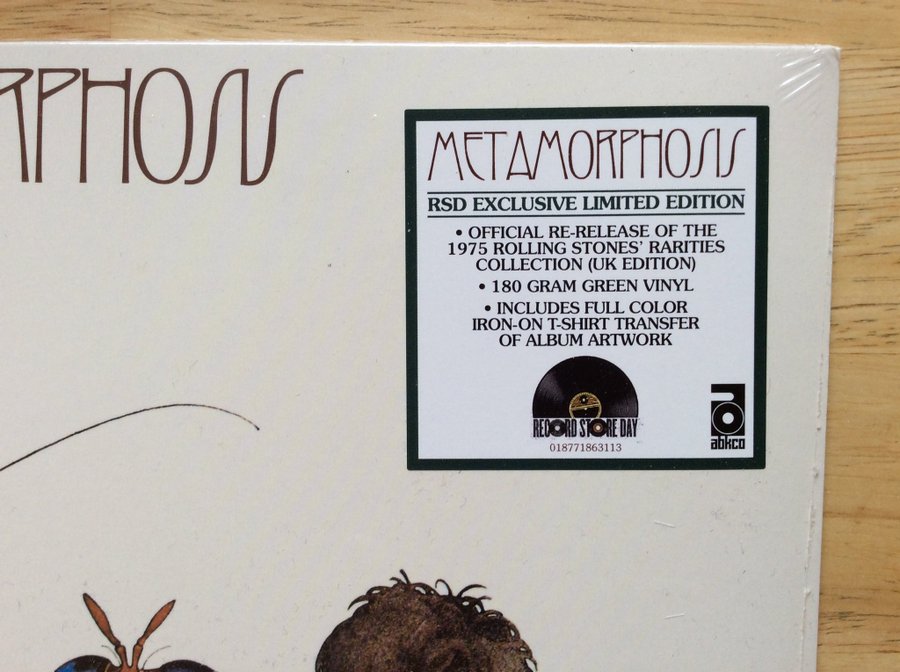 RPHOSIS
METAMORPHOSIS
RSD EXCLUSIVE LIMITED EDITION
• OFFICIAL RE-RELEASE OF THE
1975 ROLLING STONES' RARITIES
COLLECTION (UK EDITION)
• 180 GRAM GREEN VINYL
• INCLUDES FULL COLOR
IRON-ON T-SHIRT TRANSFER
OF ALBUM ARTWORK
RECORD STORE DAY
018771863113
abkco